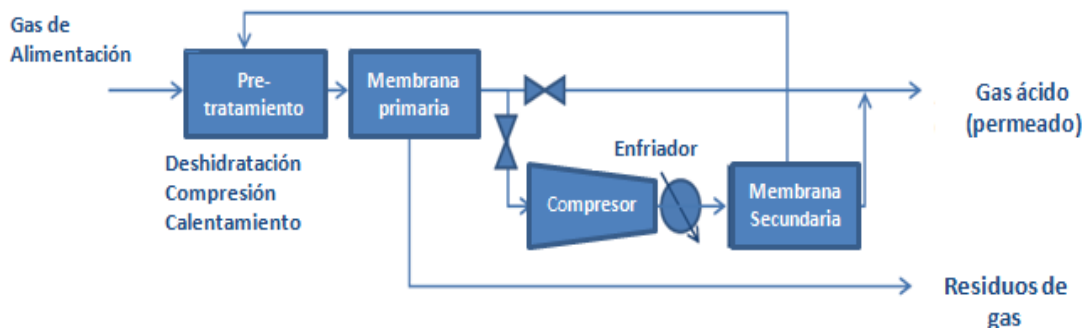 Gas de
Alimentación
Pre-
tratamiento
Membrana
primaria
Gas ácido
(permeado)
Deshidratación
Compresión
Calentamiento
Enfriador
Compresor
Membrana
Secundaria
Residuos de
gas